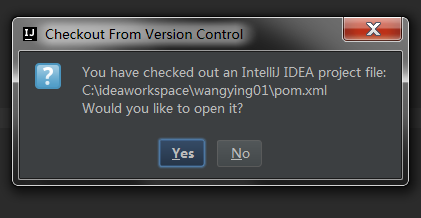 IJ
Checkout From Version Control
You have checked out an IntelliJ IDEA project file:
C:\ideaworkspace\wangying01\pom.xml
Would you like to open it?
Yes
No